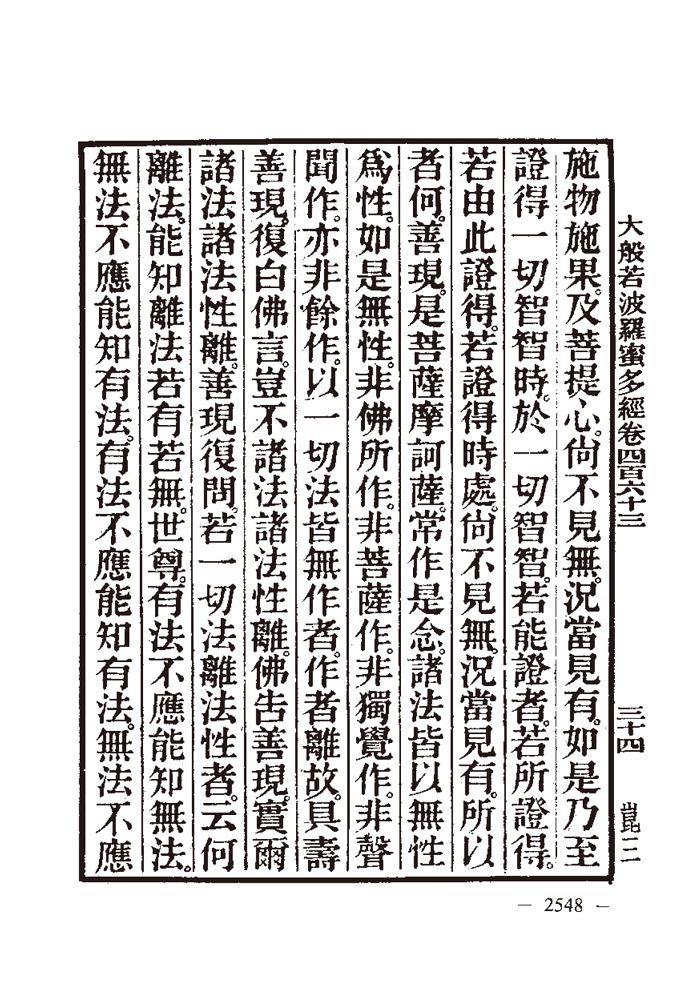 大般若波羅蜜多經卷四百六十三
三十四
崑三
施物施果。及菩提心。尙不見無。況當見有。如是乃至
證得一切智智時。於一切智智。若能證者。若所證得。
若由此證得。若證得時處。尙不見無。況當見有。所以
者何。善現。是菩薩摩訶薩。常作是念。諸法皆以無性
爲性。如是無性。非佛所作。非菩薩作。非獨覺作。非聲
聞作。亦非餘作。以一切法皆無作者。作者離故。具壽
善現。復白佛言。豈不諸法諸法性離。佛告善現。實爾
諸法諸法性離。善現復問。若一切法離法性者。云何
離法。能知離法若有若無。世尊。有法不應能知無法。
無法不應能知有法。有法不應能知有法。無法不應
— 2548 —